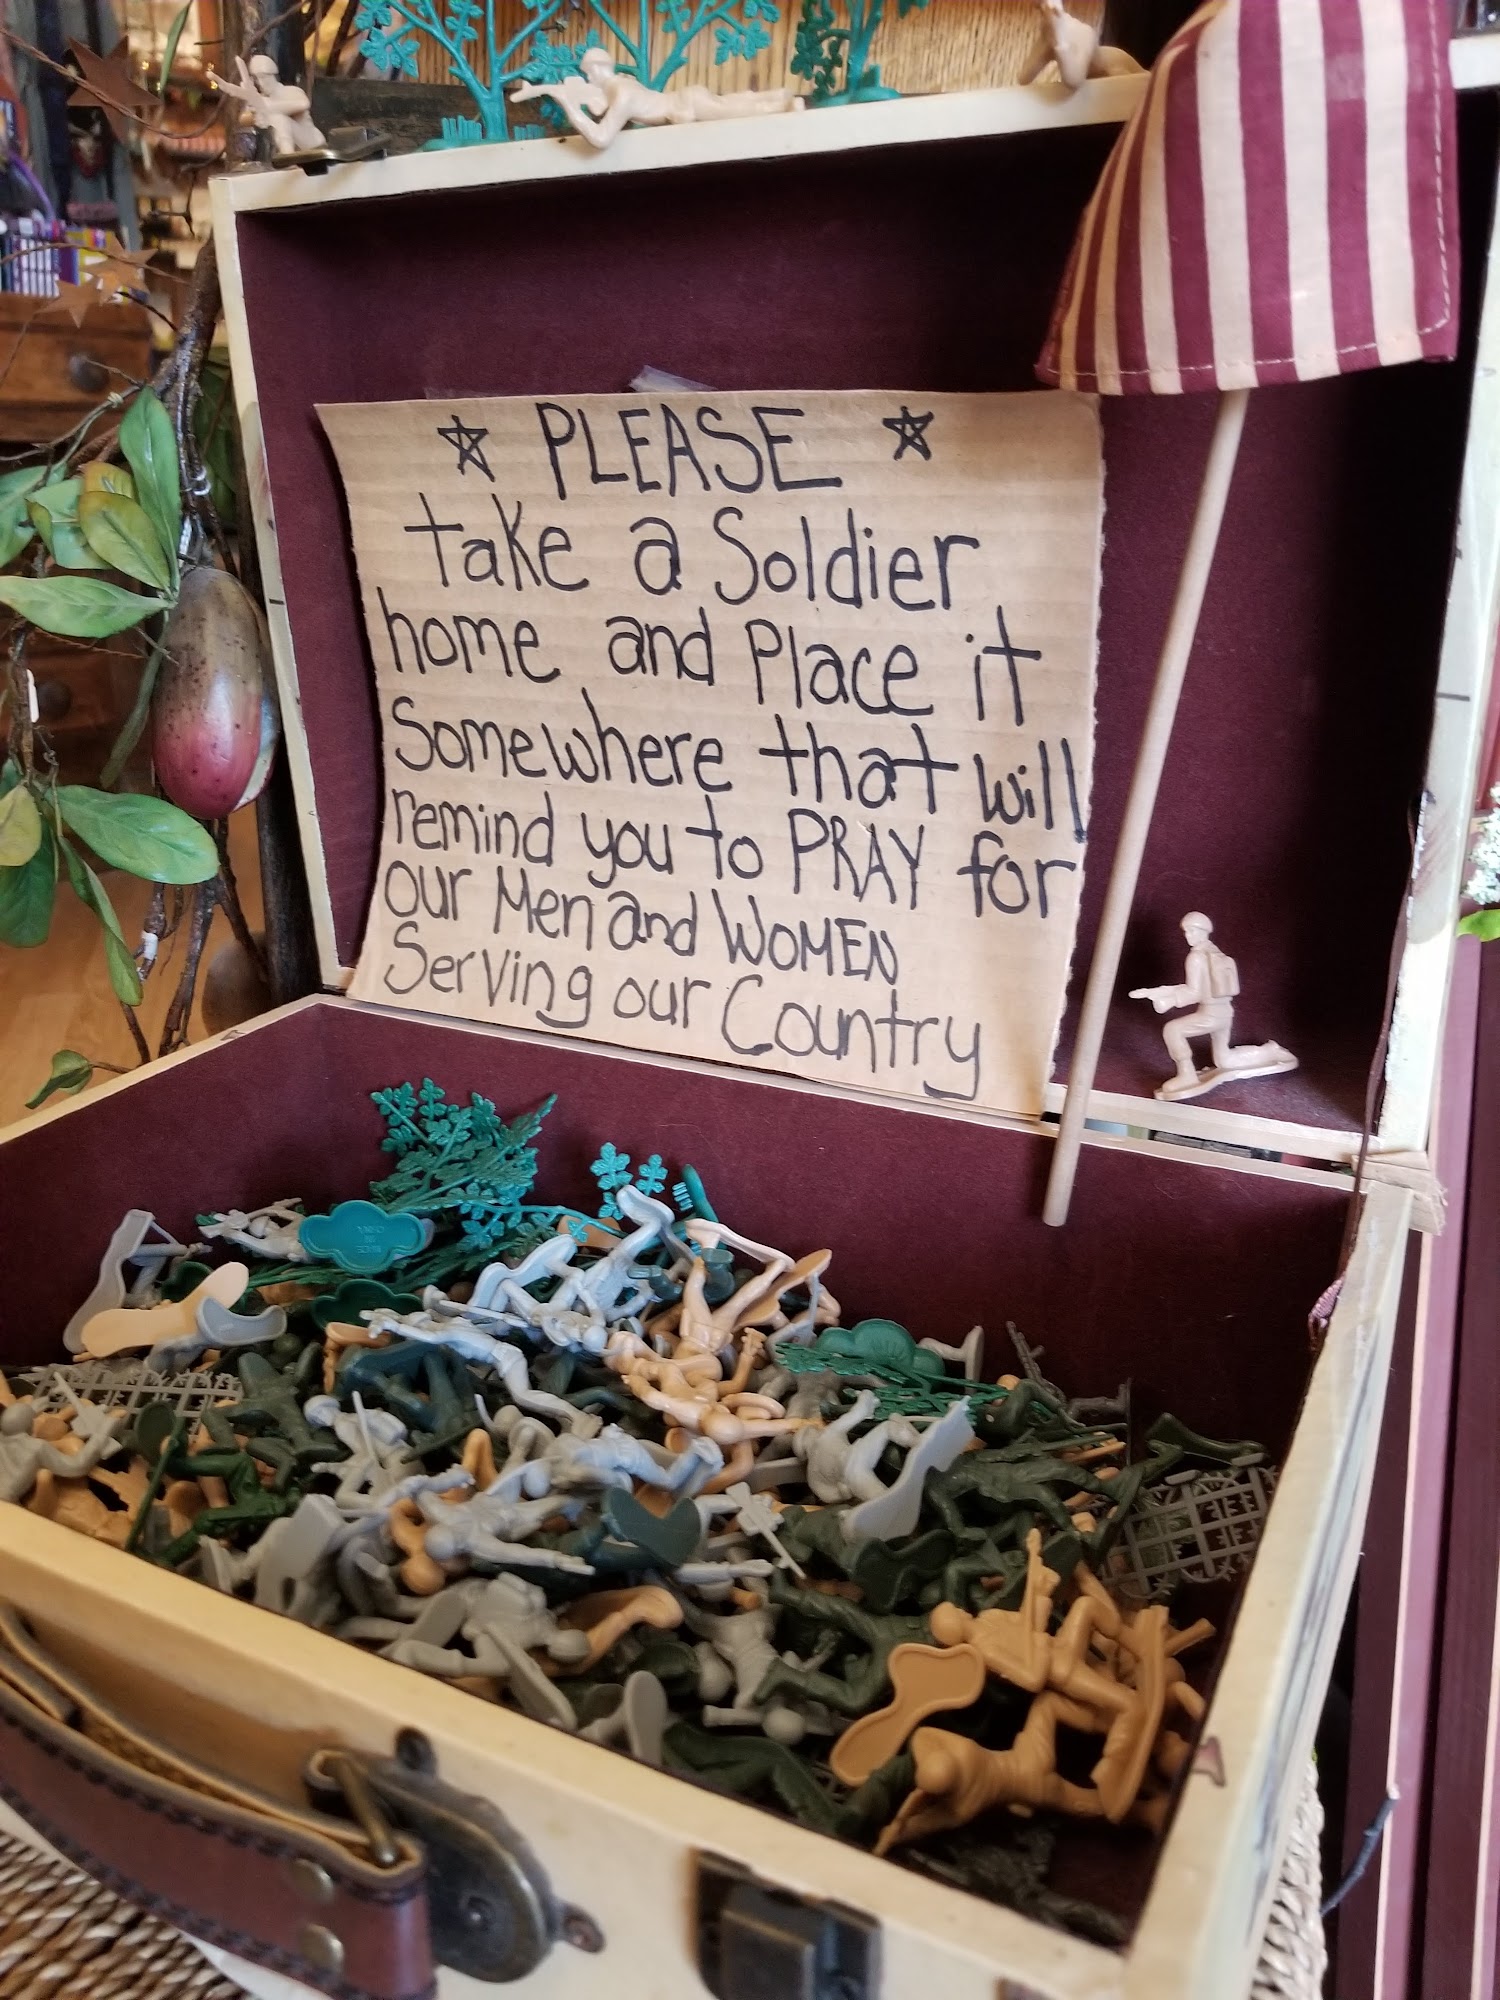 ☆ PLEASE ☆
take a Soldier
home and Place it
Somewhere that will
remind you to PRAY for
our Men and WOMEN
Serving our Country